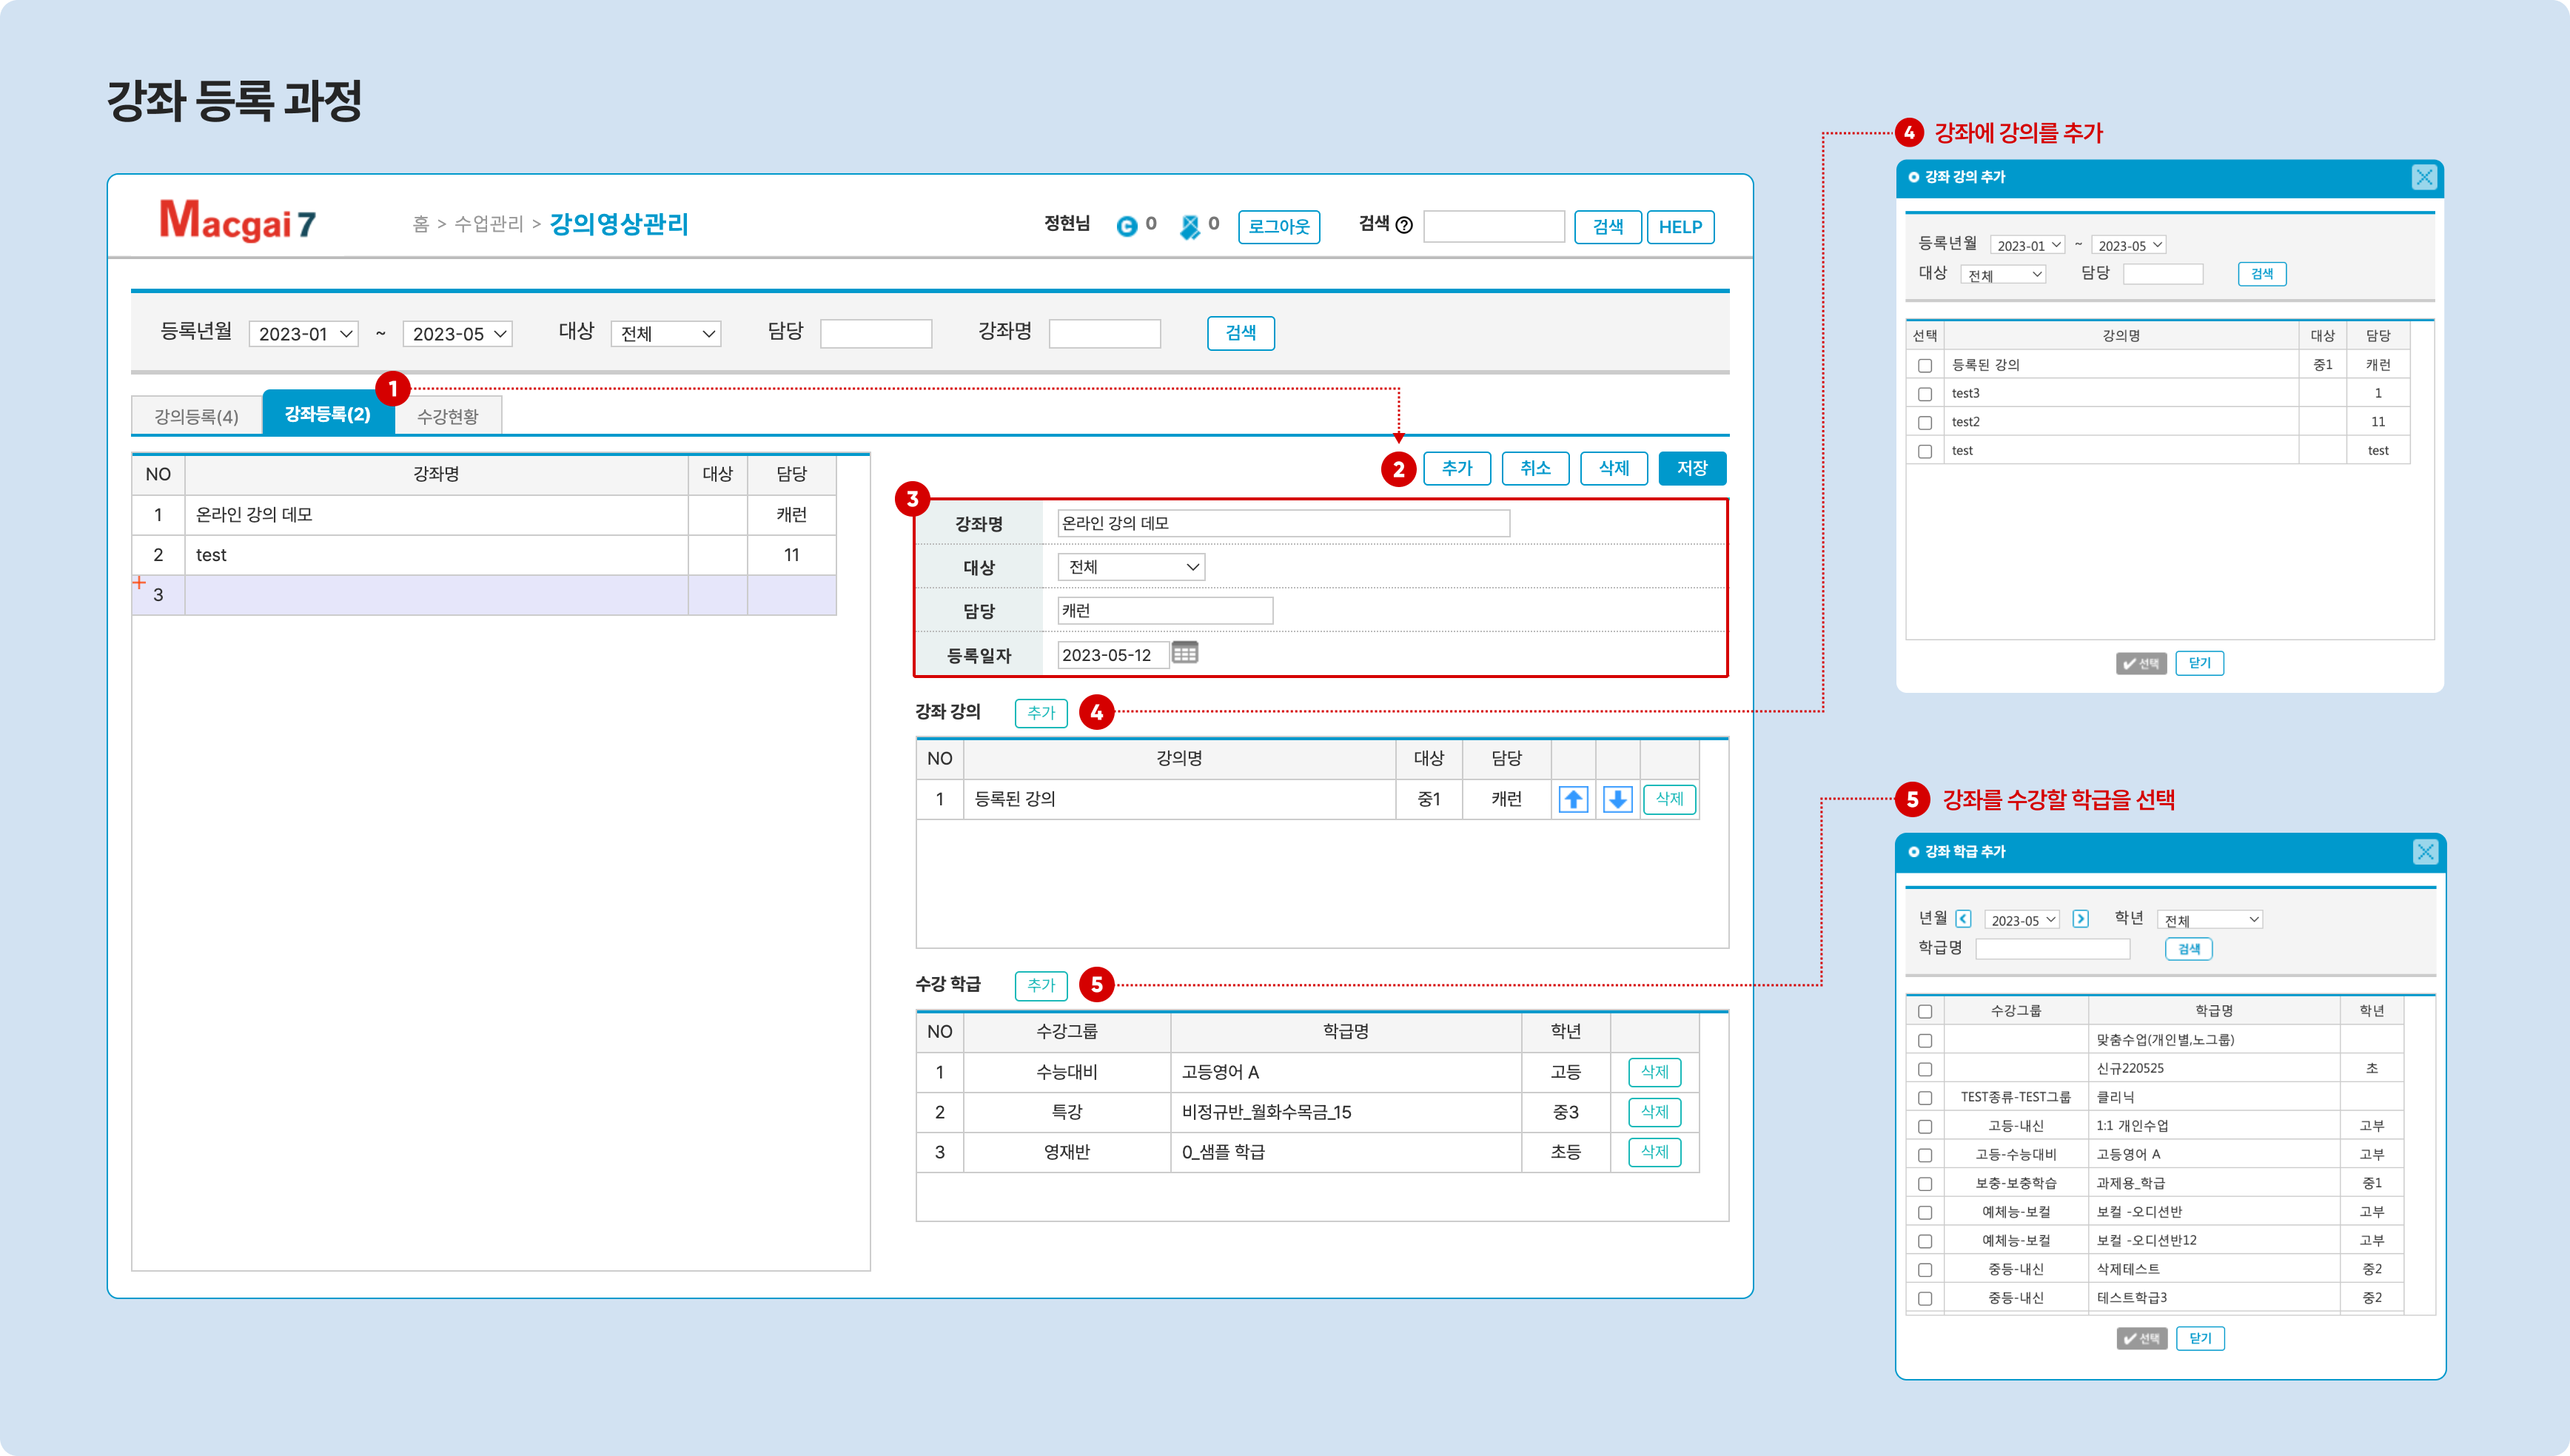 강좌 등록 과정
Macgai 7
홈 > 수업관리 > 강의영상관리
정현님 0 0 로그아웃 검색 ? 검색 HELP
등록년월 2023-01 ~ 2023-05 대상 전체 담당 강좌명 검색
강의등록(4) 강좌등록(2) 1 수강현황
NO 강좌명 대상 담당
1 온라인 강의 데모 캐런
2 test 11
3
2 추가 취소 삭제 저장
3
강좌명 온라인 강의 데모
대상 전체
담당 캐런
등록일자 2023-05-12
강좌 강의 추가 4
NO 강의명 대상 담당
1 등록된 강의 중1 캐런 삭제
수강 학급 추가 5
NO 수강그룹 학급명 학년
1 수능대비 고등영어 A 고등 삭제
2 특강 비정규반_월화수목금_15 중3 삭제
3 영재반 0_샘플 학급 초등 삭제
4 강좌에 강의를 추가
강좌 강의 추가
등록년월 2023-01 ~ 2023-05
대상 전체 담당 검색
선택 강의명 대상 담당
등록된 강의 중1 캐런
test3 1
test2 11
test test
선택 닫기
5 강좌를 수강할 학급을 선택
강좌 학급 추가
년월 2023-05 학년 전체
학급명 검색
수강그룹 학급명 학년
맞춤수업(개인별,노그룹)
신규220525 초
TEST종류-TEST그룹 클리닉
고등-내신 1:1 개인수업 고부
고등-수능대비 고등영어 A 고부
보충-보충학습 과제용_학급 중1
예체능-보컬 보컬 -오디션반 고부
예체능-보컬 보컬 -오디션반12 고부
중등-내신 삭제테스트 중2
중등-내신 테스트학급3 중2
선택 닫기